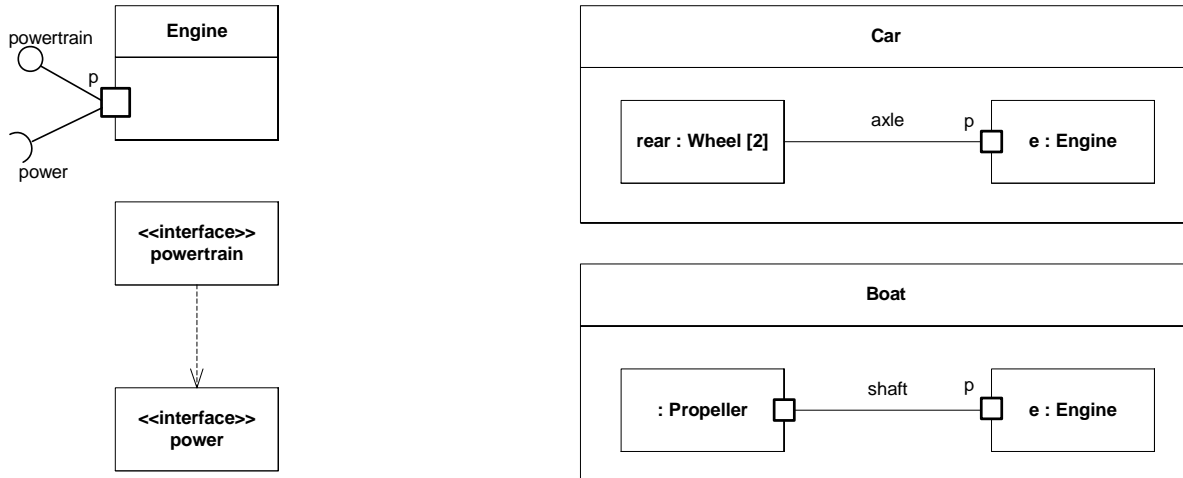 powertrain
p
Engine
power
<<interface>>
powertrain
<<interface>>
power
Car
rear : Wheel [2]
axle
p
e : Engine
Boat
: Propeller
shaft
p
e : Engine